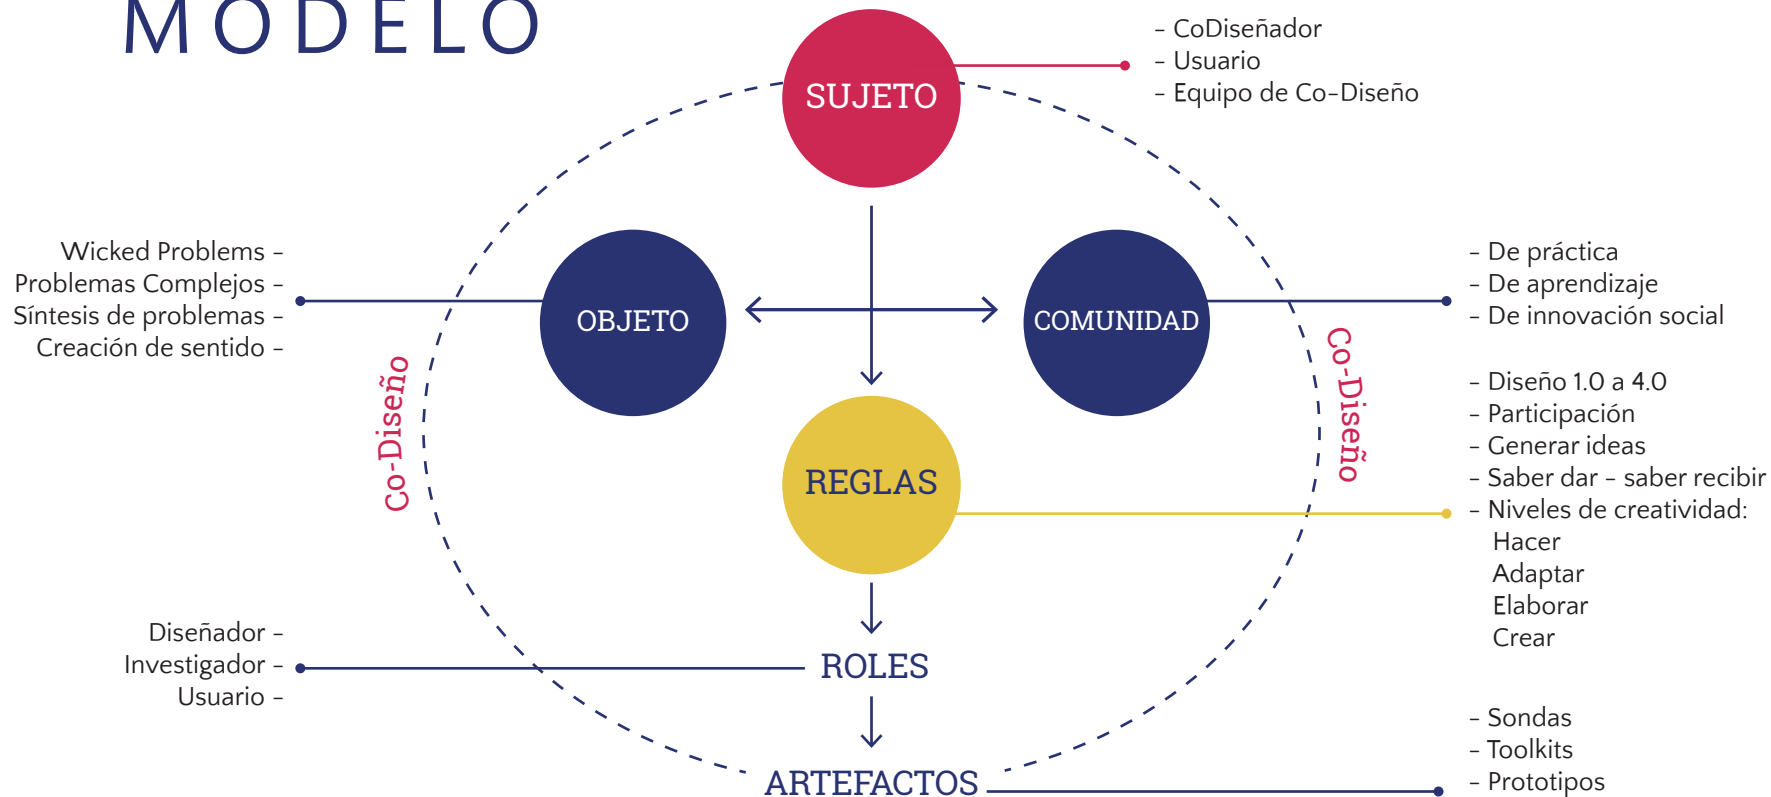 MODELO
SUJETO
- CoDiseñador
- Usuario
- Equipo de Co-Diseño
Wicked Problems -
Problemas Complejos -
Síntesis de problemas -
Creación de sentido -
OBJETO
COMUNIDAD
- De práctica
- De aprendizaje
- De innovación social
Co-Diseño
Co-Diseño
REGLAS
- Diseño 1.0 a 4.0
- Participación
- Generar ideas
- Saber dar - saber recibir
- Niveles de creatividad:
Hacer
Adaptar
Elaborar
Crear
Diseñador -
Investigador -
Usuario -
ROLES
ARTEFACTOS
- Sondas
- Toolkits
- Prototipos